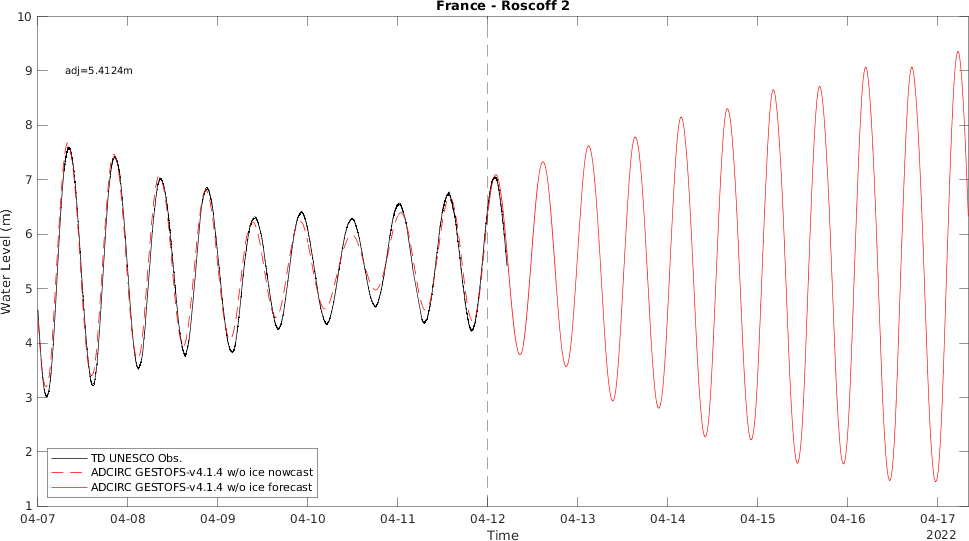 France - Roscoff 2
adj=5.4124m
10
9
8
7
6
5
4
3
2
1
Water Level (m)
TD UNESCO Obs.
ADCIRC GESTOFS-v4.1.4 w/o ice nowcast
ADCIRC GESTOFS-v4.1.4 w/o ice forecast
04-07 04-08 04-09 04-10 04-11 04-12 04-13 04-14 04-15 04-16 04-17
Time
2022